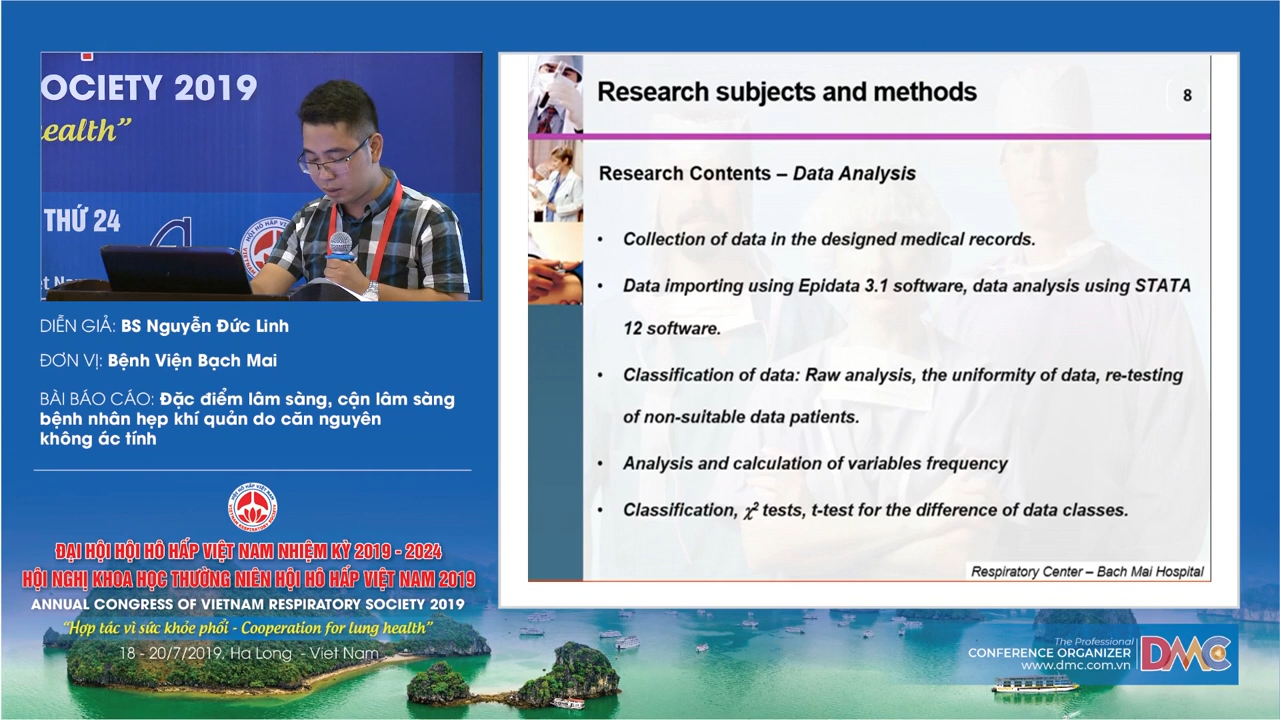 OCIETY 2019
ealth”
THỨ 24
DIỄN GIẢ: BS Nguyễn Đức Linh
ĐƠN VỊ: Bệnh Viện Bạch Mai
BÀI BÁO CÁO: Đặc điểm lâm sàng, cận lâm sàng
bệnh nhân hẹp khí quản do căn nguyên
không ác tính
HỘI HÔ HẤP VIỆT NAM
VIETNAM RESPIRATORY SOCIETY
ĐẠI HỘI HỘI HÔ HẤP VIỆT NAM NHIỆM KỲ 2019 - 2024
HỘI NGHỊ KHOA HỌC THƯỜNG NIÊN HỘI HÔ HẤP VIỆT NAM 2019
ANNUAL CONGRESS OF VIETNAM RESPIRATORY SOCIETY 2019
“Hợp tác vì sức khỏe phổi - Cooperation for lung health”
18 - 20/7/2019, Ha Long - Viet Nam
Research subjects and methods
8
Research Contents – Data Analysis
• Collection of data in the designed medical records.
• Data importing using Epidata 3.1 software, data analysis using STATA
12 software.
• Classification of data: Raw analysis, the uniformity of data, re-testing
of non-suitable data patients.
• Analysis and calculation of variables frequency
• Classification, χ² tests, t-test for the difference of data classes.
Respiratory Center – Bach Mai Hospital
The Professional
CONFERENCE ORGANIZER
www.dmc.com.vn
DMC